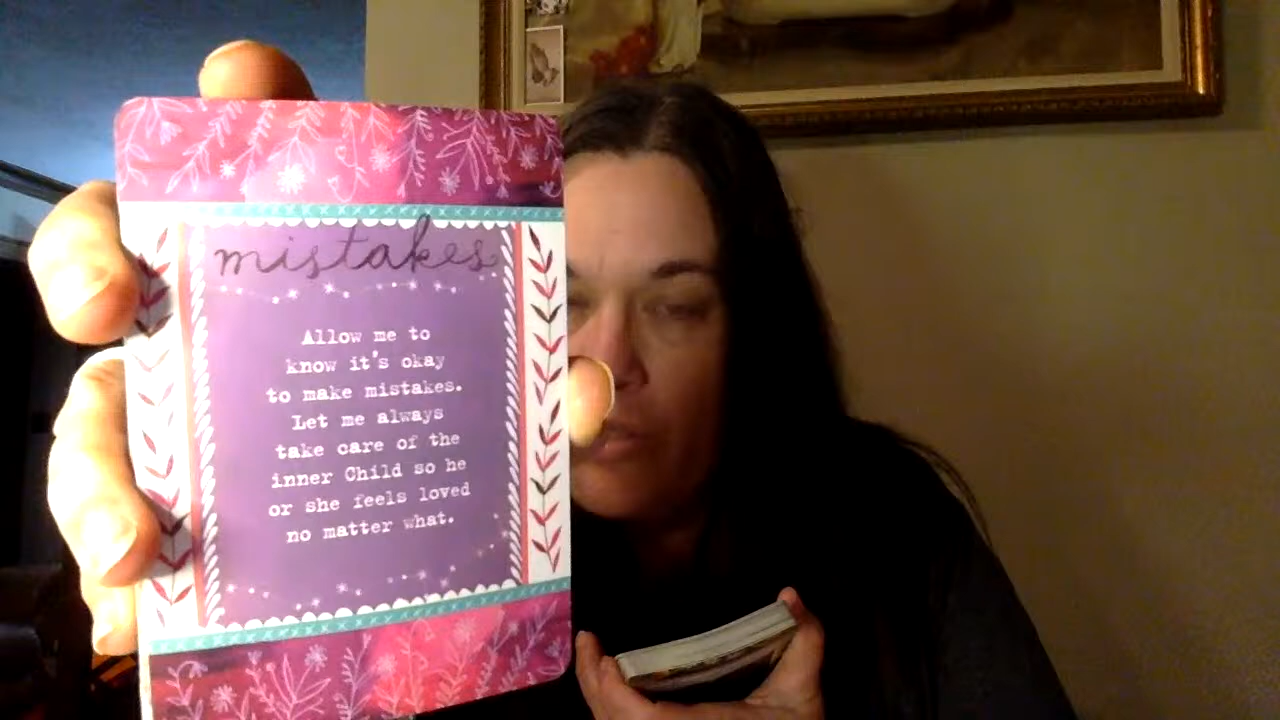 mistakes
Allow me to
know it's okay
to make mistakes.
Let me always
take care of the
inner Child so he
or she feels loved
no matter what.